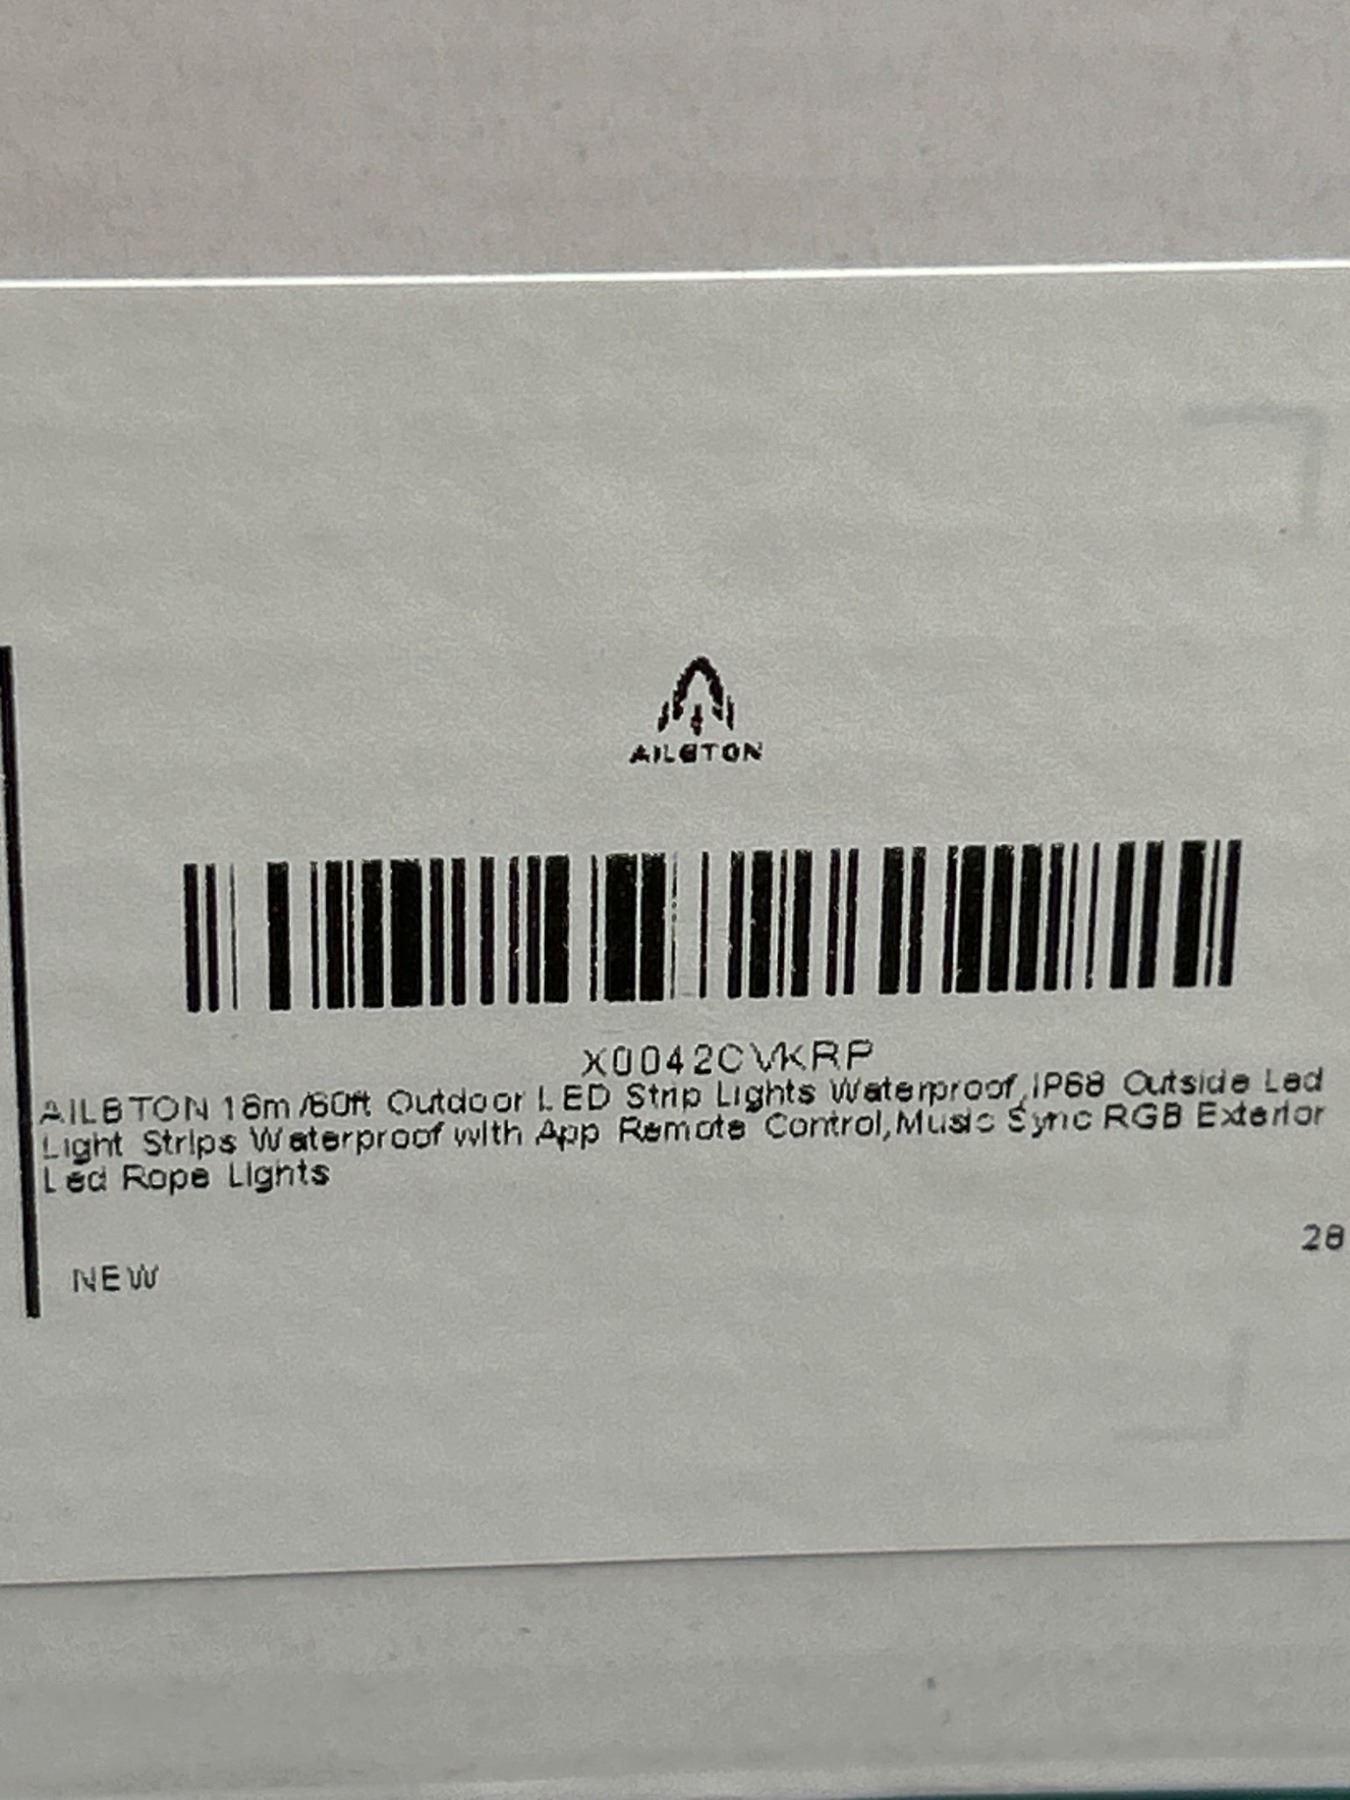 AILBTON
X0042CVKRP
AILBTON 18m/60ft Outdoor LED Strip Lights Waterproof,IP68 Outside Led
Light Strips Waterproof with App Remote Control,Music Sync RGB Exterior
Led Rope Lights
28
NEW